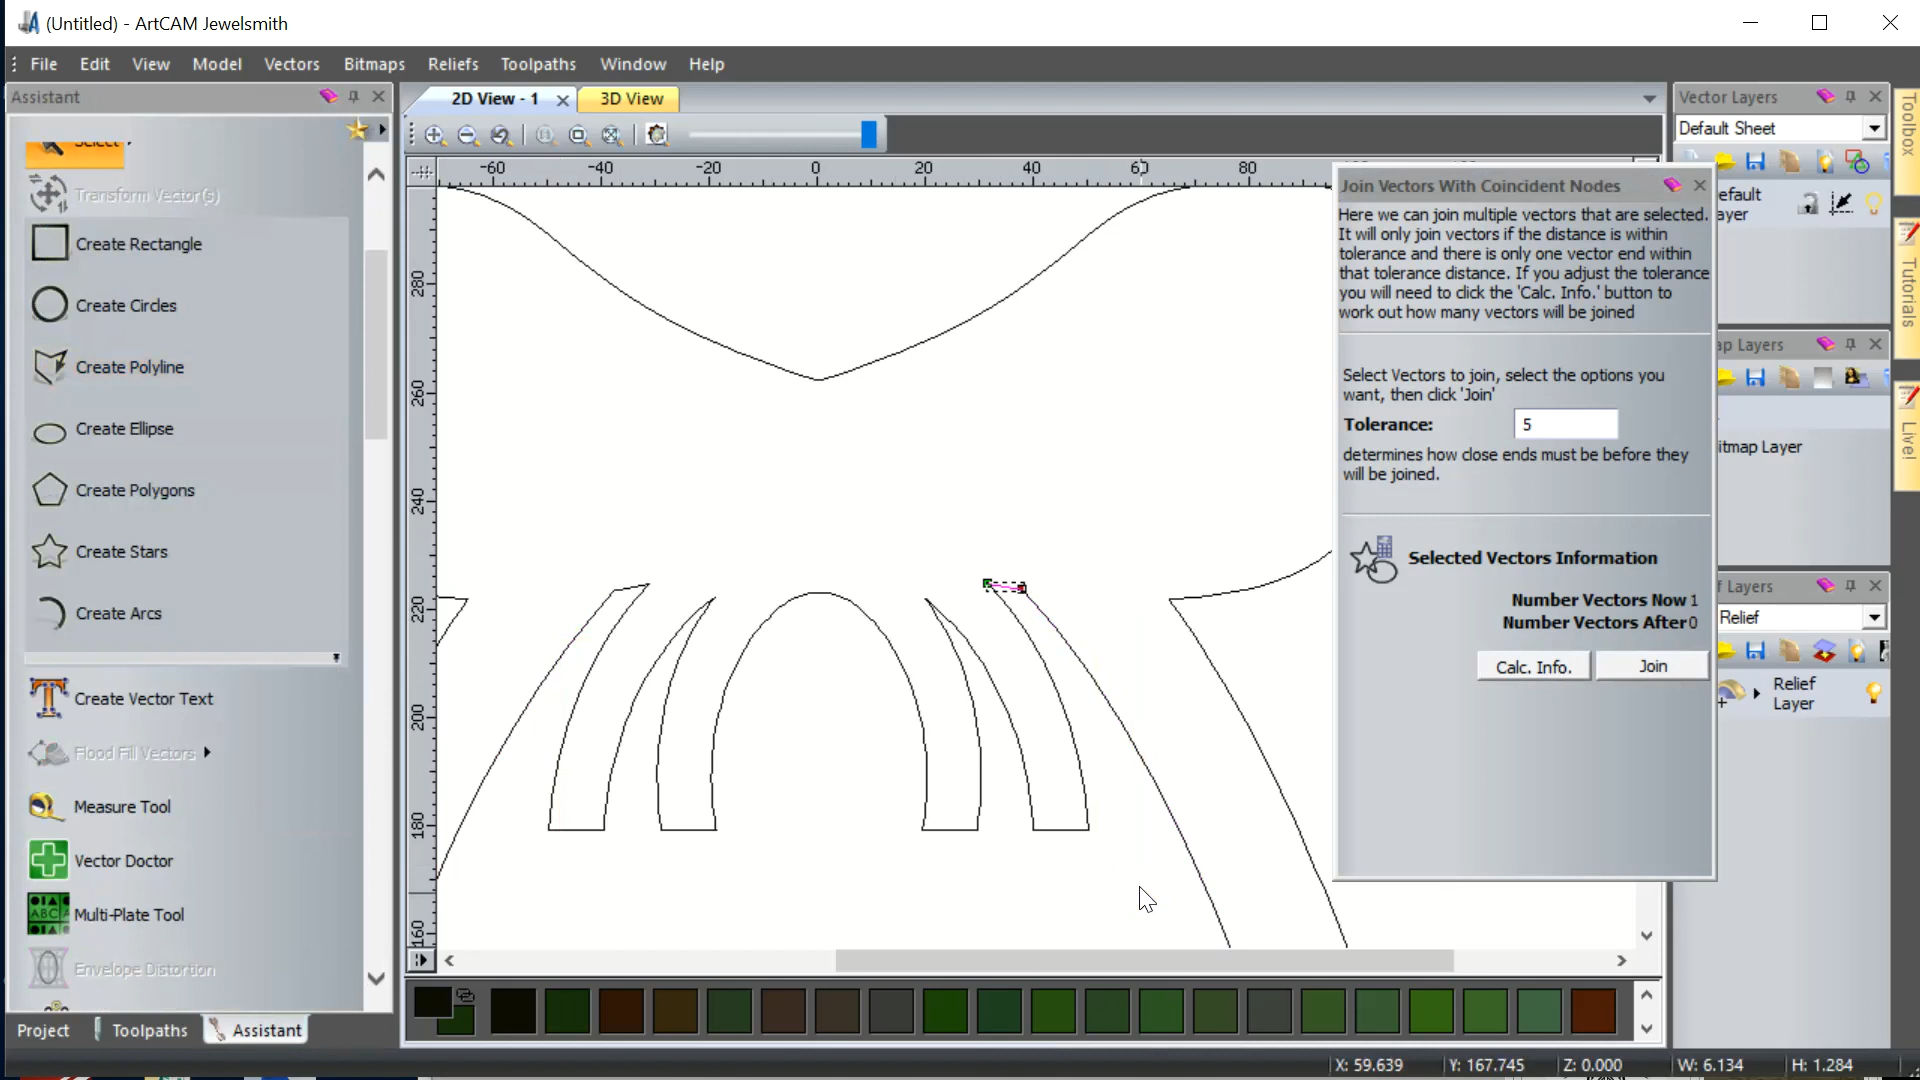 (Untitled) - ArtCAM Jewelsmith
File Edit View Model Vectors Bitmaps Reliefs Toolpaths Window Help
Assistant
Select
Transform Vector(s)
Create Rectangle
Create Circles
Create Polyline
Create Ellipse
Create Polygons
Create Stars
Create Arcs
Create Vector Text
Flood Fill Vectors
Measure Tool
Vector Doctor
ABC
Multi-Plate Tool
Envelope Distortion
Project Toolpaths Assistant
2D View - 1 3D View
-60 -40 -20 0 20 40 60 80
280
260
240
220
200
180
160
Join Vectors With Coincident Nodes
Here we can join multiple vectors that are selected.
It will only join vectors if the distance is within
tolerance and there is only one vector end within
that tolerance distance. If you adjust the tolerance
you will need to click the 'Calc. Info.' button to
work out how many vectors will be joined
Select Vectors to join, select the options you
want, then click 'Join'
Tolerance: 5
determines how close ends must be before they
will be joined.
Selected Vectors Information
Number Vectors Now 1
Number Vectors After 0
Calc. Info. Join
Vector Layers
Default Sheet
efault
ayer
ap Layers
itmap Layer
f Layers
Relief
Relief
Layer
Toolbox
Tutorials
Live!
X: 59.639 Y: 167.745 Z: 0.000 W: 6.134 H: 1.284